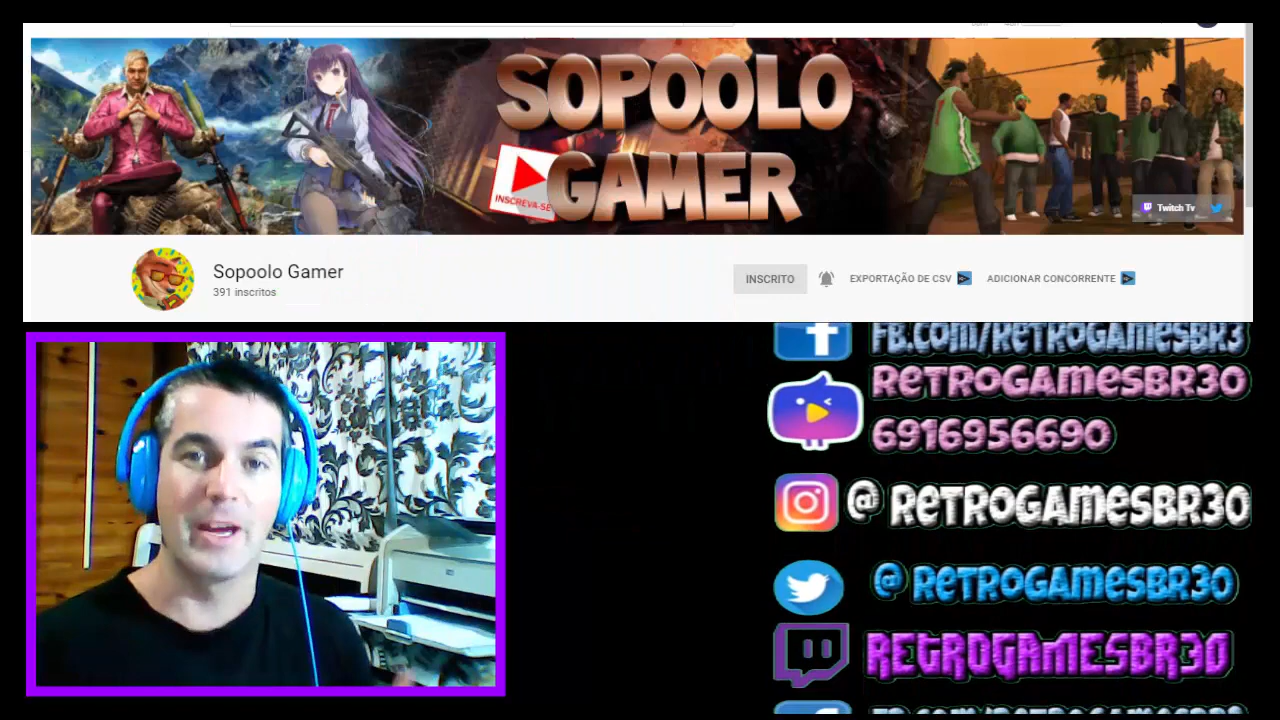 SOPOOLO
GAMER
INSCREVA-SE
Twitch Tv
Sopoolo Gamer
391 inscritos
INSCRITO
EXPORTAÇÃO DE CSV
ADICIONAR CONCORRENTE
FB.COM/RETROGAMESBR3
RETROGAMESBR30
6916956690
@ RETROGAMESBR30
@ RETROGAMESBR30
RETROGAMESBR30